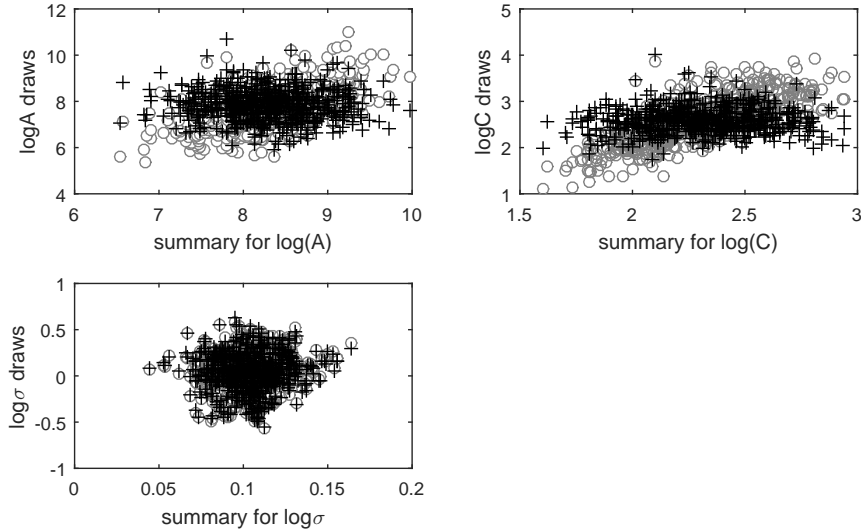 12
10
8
6
4
logA draws
6 7 8 9 10
summary for log(A)
5
4
3
2
1
logC draws
1.5 2 2.5 3
summary for log(C)
1
0.5
0
-0.5
-1
logσ draws
0 0.05 0.1 0.15 0.2
summary for logσ